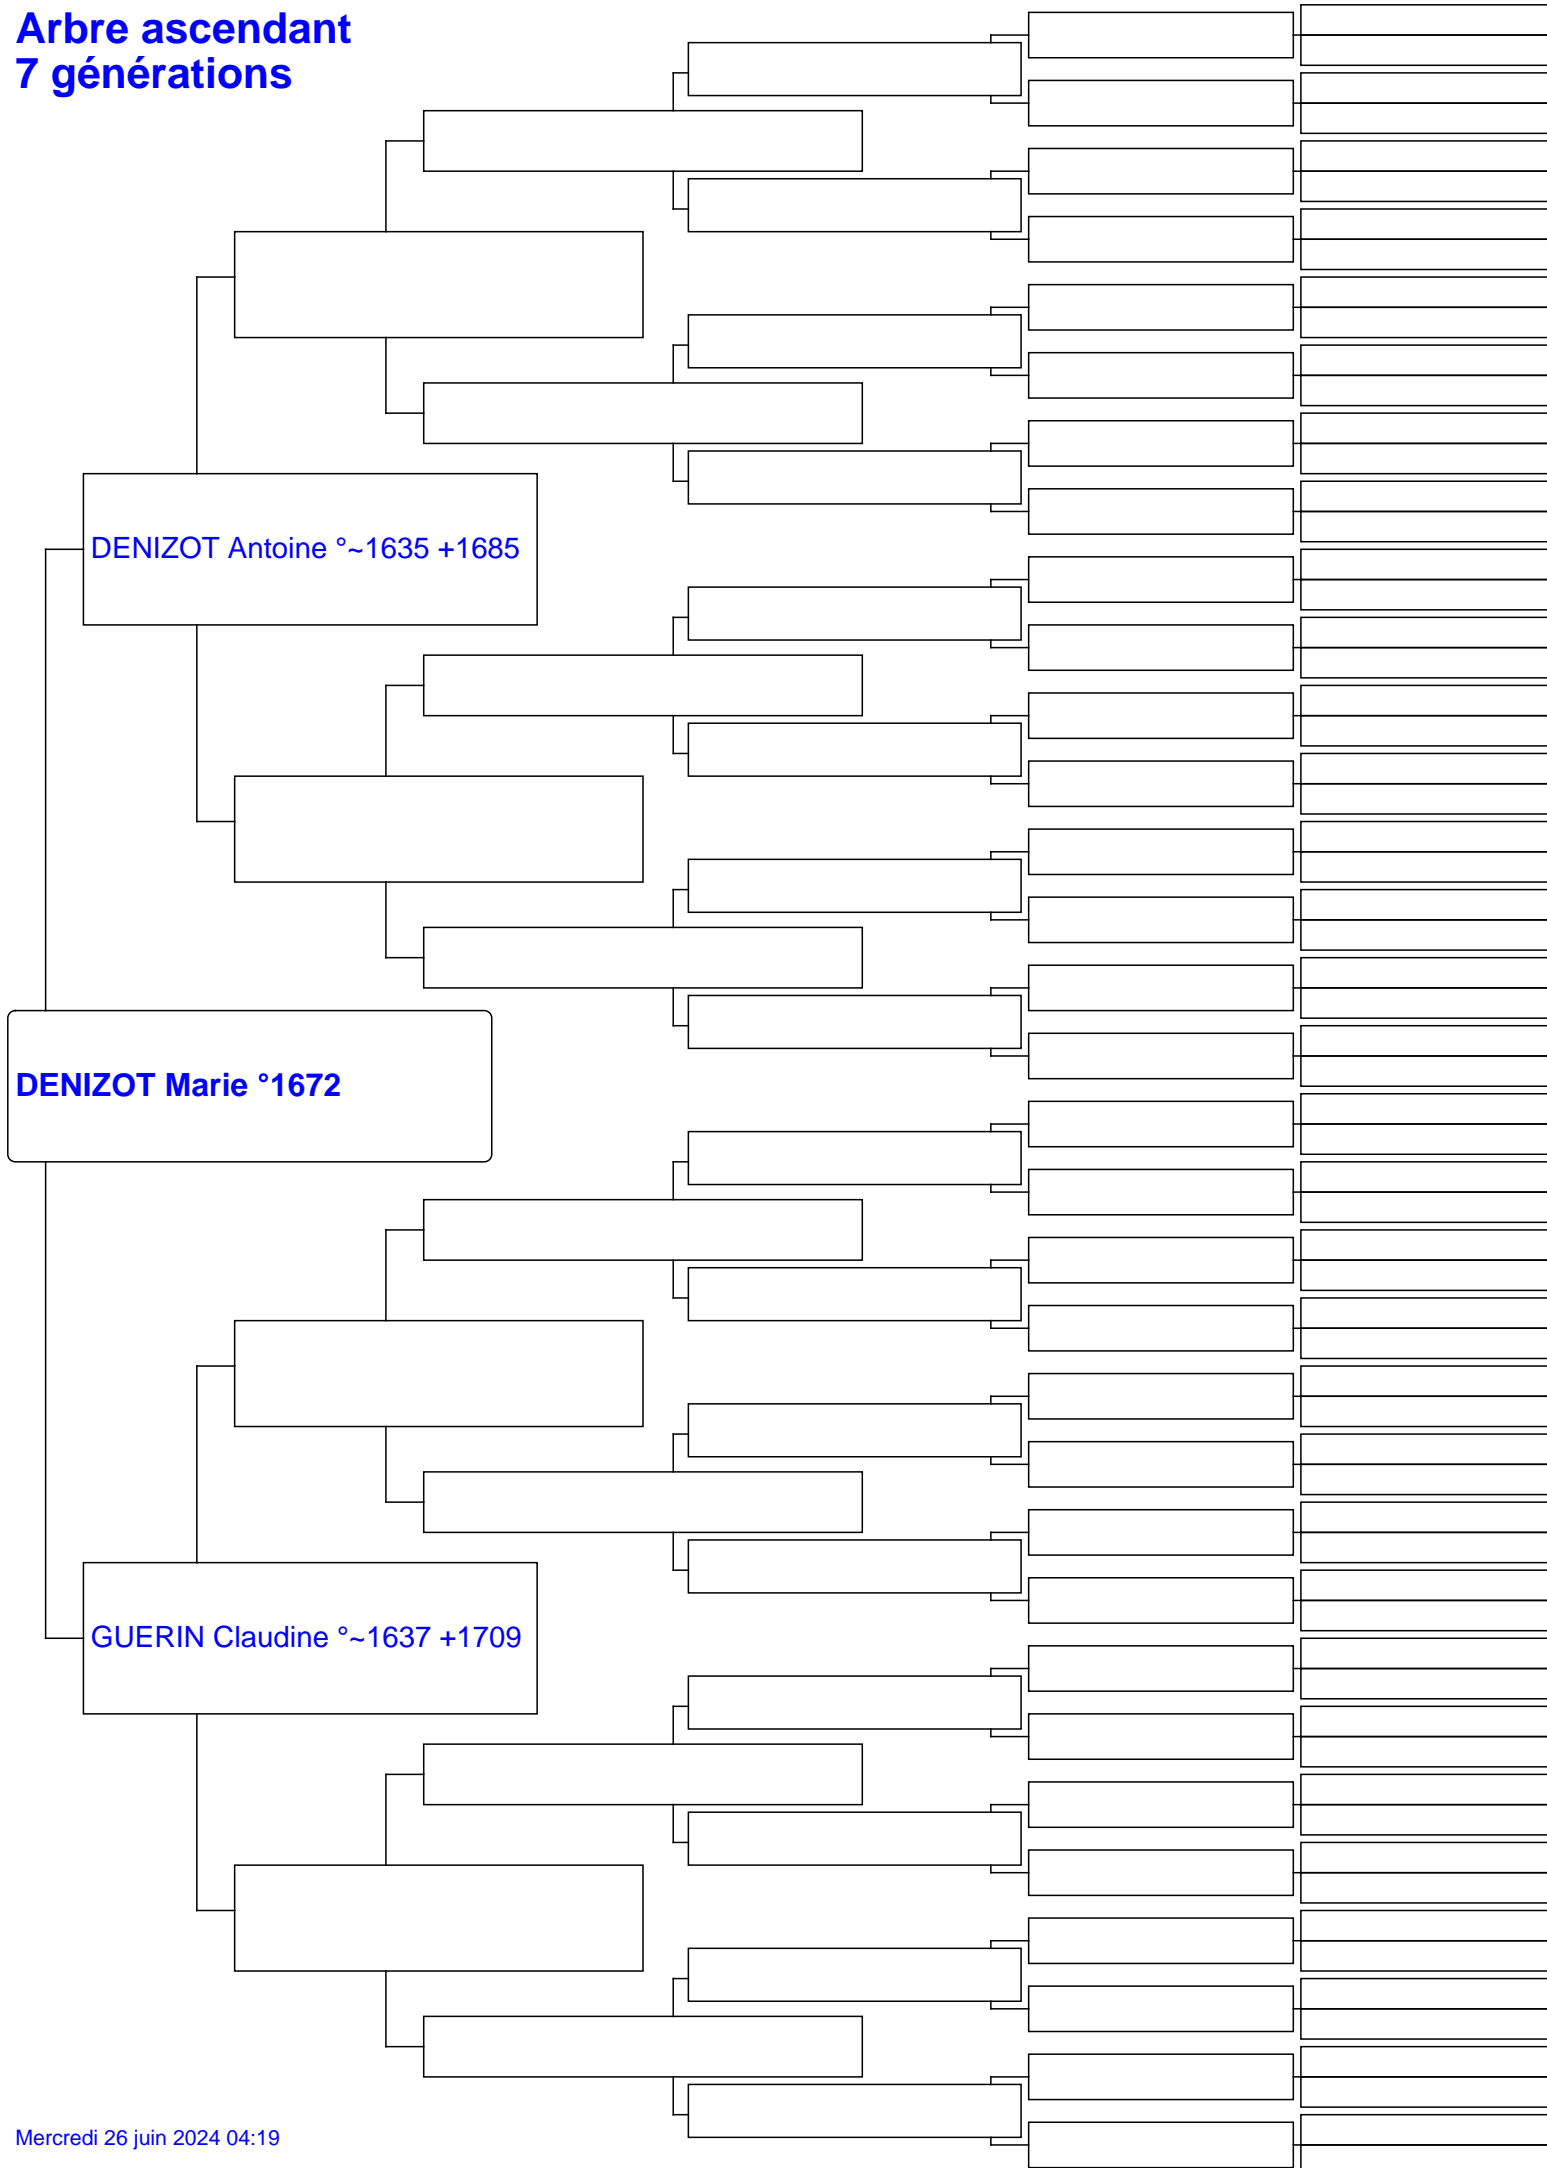 Arbre ascendant
7 générations
DENIZOT Antoine °~1635 +1685
DENIZOT Marie °1672
GUERIN Claudine °~1637 +1709
Mercredi 26 juin 2024 04:19